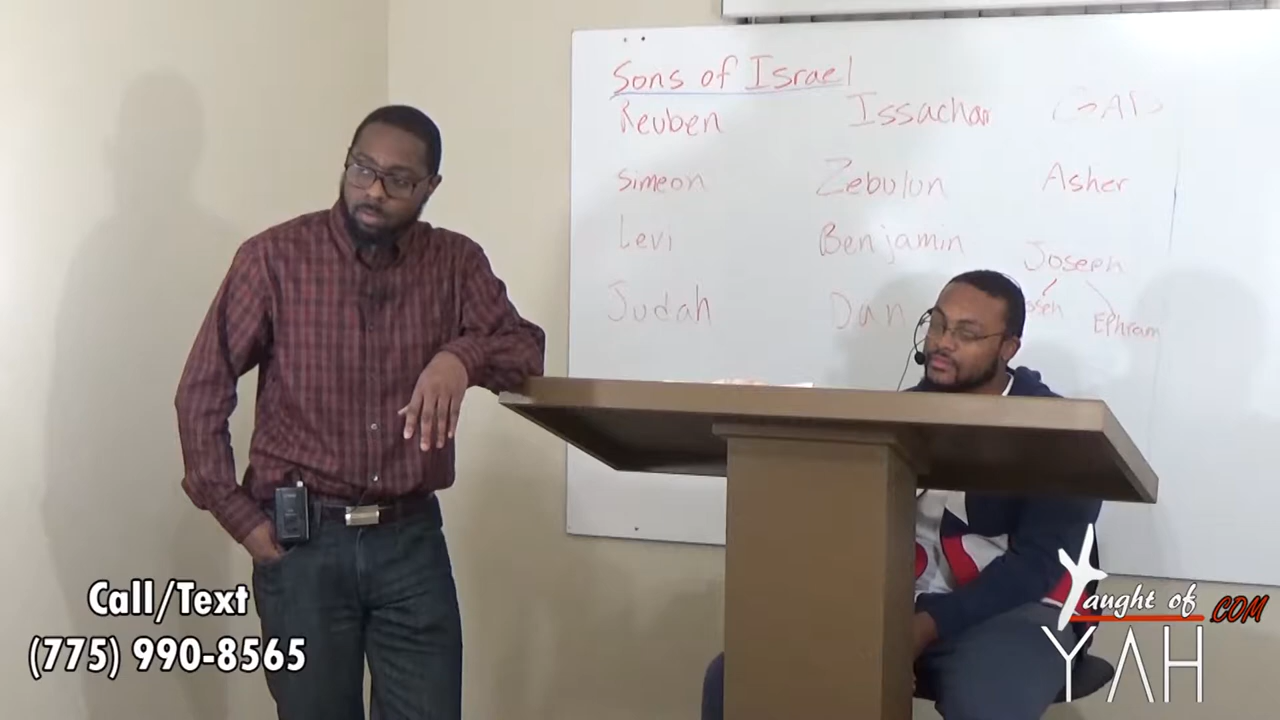 Sons of Israel
Reuben Issachar GAD
Simeon Zebulun Asher
Levi Benjamin Joseph
Judah Dan
Ephram
Call/Text
(775) 990-8565
Taught of .COM
YAH